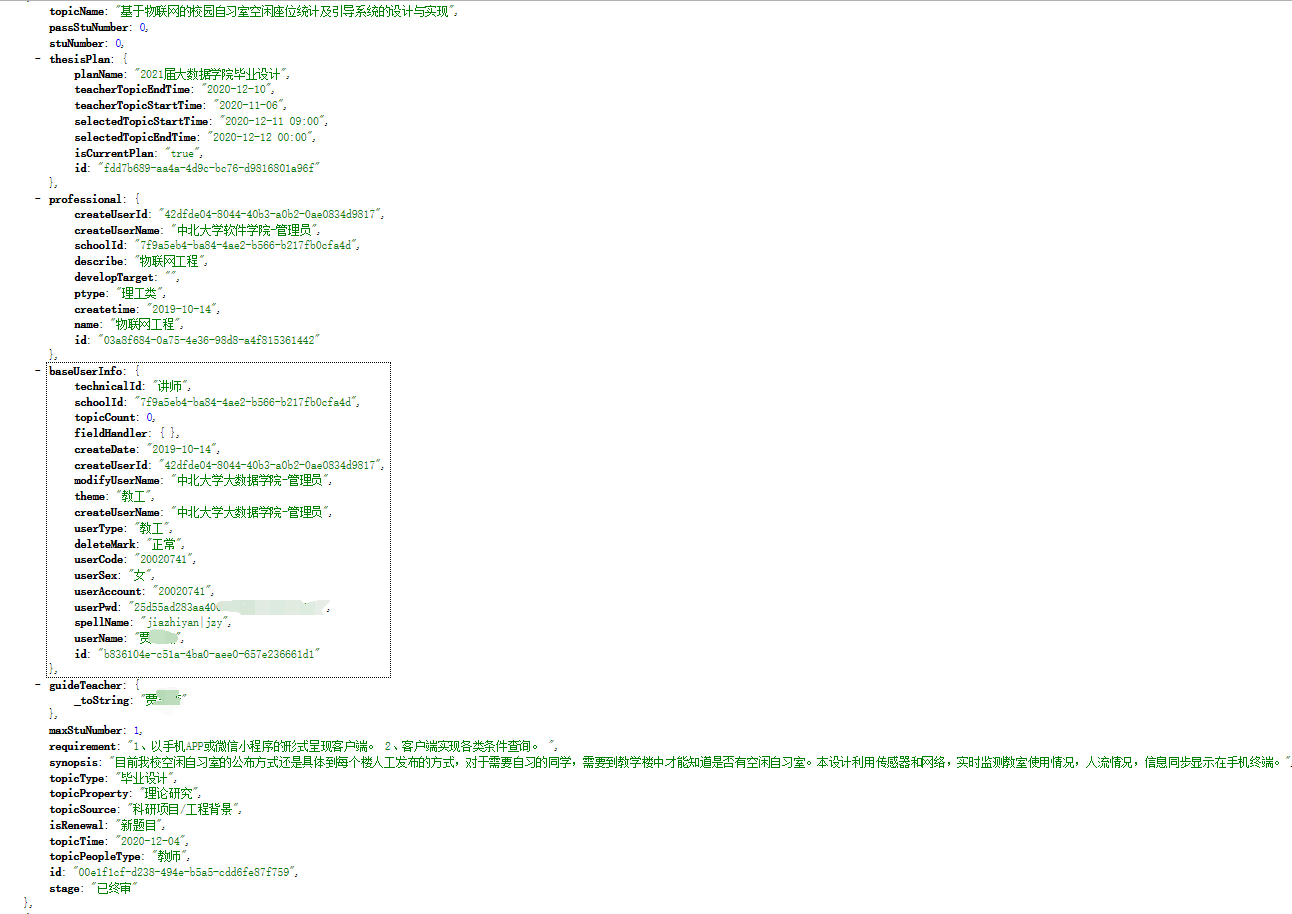 topicName: "基于物联网的校园自习室空闲座位统计及引导系统的设计与实现",
passStuNumber: 0,
stuNumber: 0,
- thesisPlan: {
planName: "2021届大数据学院毕业设计",
teacherTopicEndTime: "2020-12-10",
teacherTopicStartTime: "2020-11-06",
selectedTopicStartTime: "2020-12-11 09:00",
selectedTopicEndTime: "2020-12-12 00:00",
isCurrentPlan: "true",
id: "fdd7b689-aa4a-4d9c-bc76-d9816801a96f"
},
- professional: {
createUserId: "42dfde04-8044-40b3-a0b2-0ae0834d9817",
createUserName: "中北大学软件学院-管理员",
schoolId: "7f9a5eb4-ba84-4ae2-b566-b217fb0cfa4d",
describe: "物联网工程",
developTarget: "",
ptype: "理工类",
createtime: "2019-10-14",
name: "物联网工程",
id: "03a8f684-0a75-4e36-98d8-a4f815361442"
},
- baseUserInfo: {
technicalId: "讲师",
schoolId: "7f9a5eb4-ba84-4ae2-b566-b217fb0cfa4d",
topicCount: 0,
fieldHandler: { },
createDate: "2019-10-14",
createUserId: "42dfde04-8044-40b3-a0b2-0ae0834d9817",
modifyUserName: "中北大学大数据学院-管理员",
theme: "教工",
createUserName: "中北大学大数据学院-管理员",
userType: "教工",
deleteMark: "正常",
userCode: "20020741",
userSex: "女",
userAccount: "20020741",
userPwd: "25d55ad283aa400
spellName: "jiazhiyan|jzy",
userName: "贾 ",
id: "b836104e-c51a-4ba0-aee0-657e236661d1"
},
- guideTeacher: {
_toString: "贾 "
},
maxStuNumber: 1,
requirement: "1、以手机APP或微信小程序的形式呈现客户端。 2、客户端实现各类条件查询。 ",
synopsis: "目前我校空闲自习室的公布方式还是具体到每个楼人工发布的方式，对于需要自习的同学，需要到教学楼中才能知道是否有空闲自习室。本设计利用传感器和网络，实时监测教室使用情况，人流情况，信息同步显示在手机终端。",
topicType: "毕业设计",
topicProperty: "理论研究",
topicSource: "科研项目/工程背景",
isRenewal: "新题目",
topicTime: "2020-12-04",
topicPeopleType: "教师",
id: "00e1f1cf-d238-494e-b5a5-cdd6fe87f759",
stage: "已终审"
},